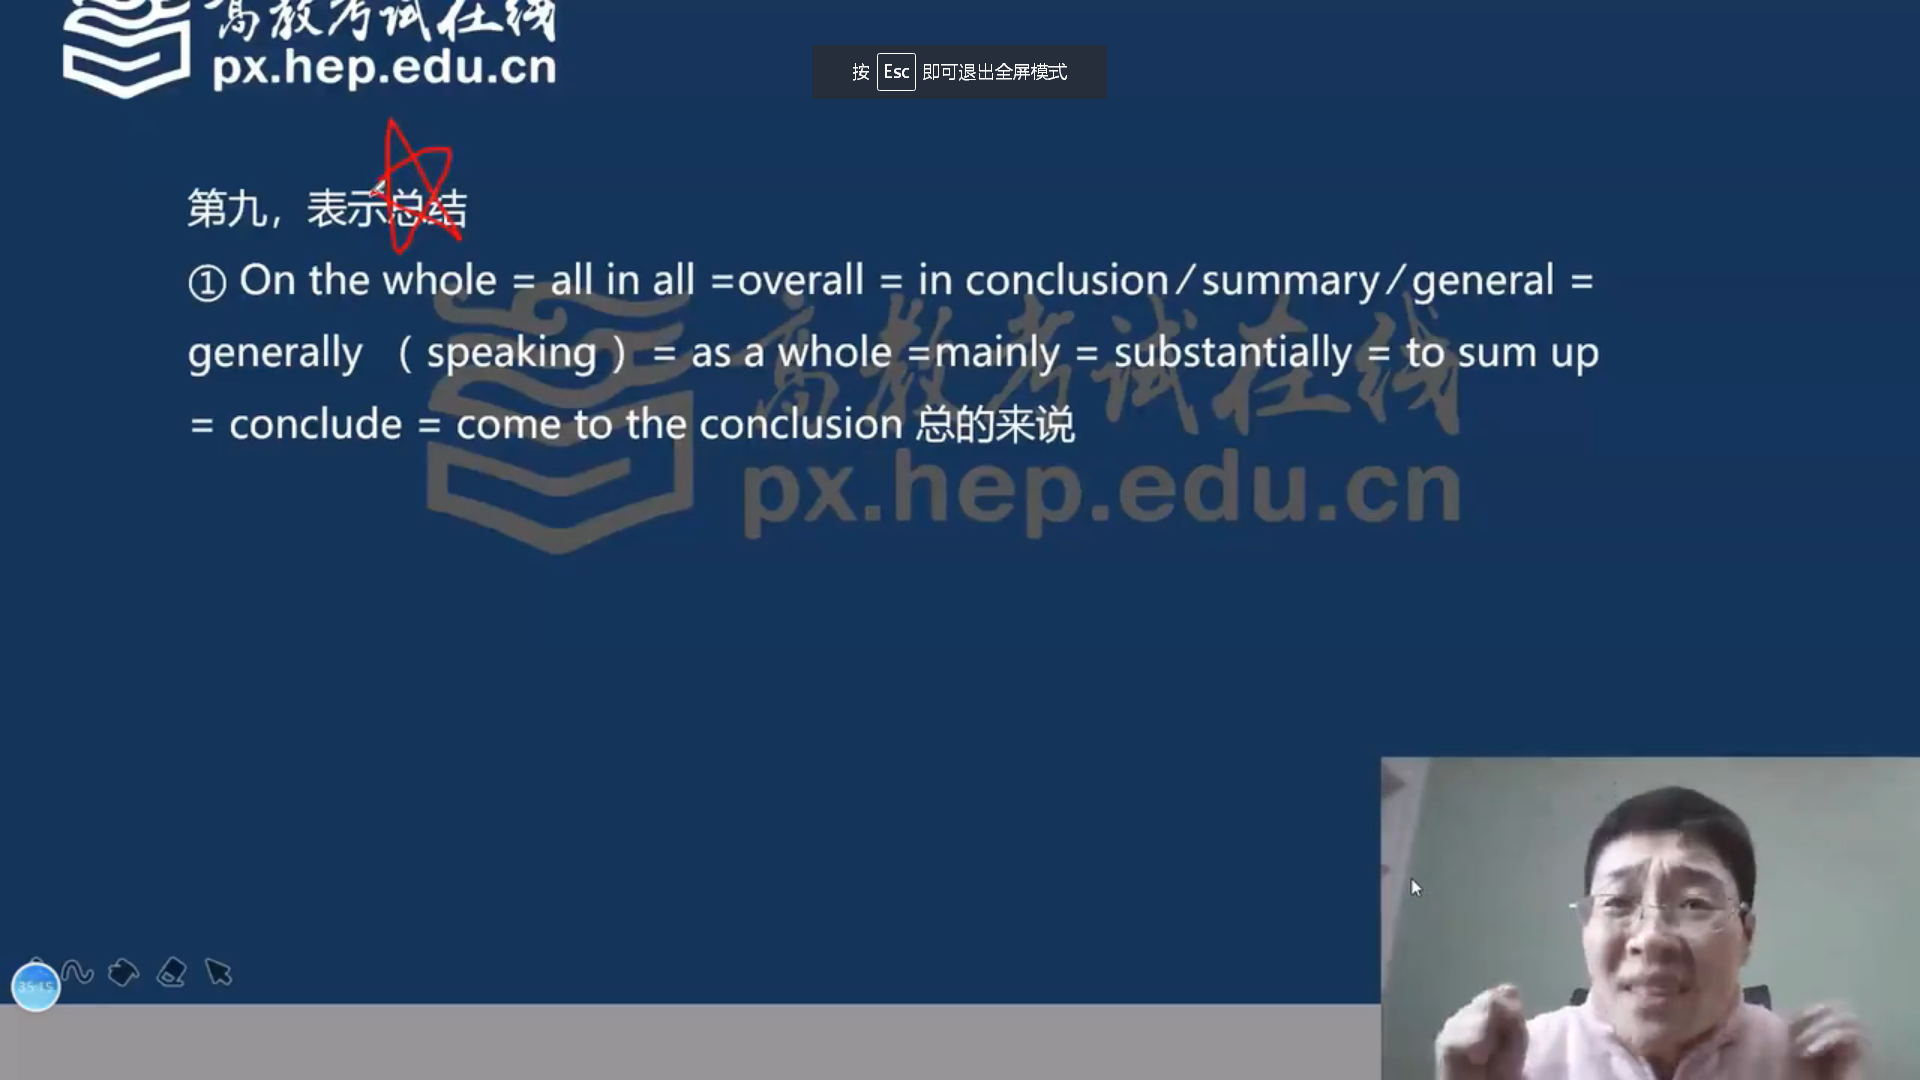 高教考试在线
px.hep.edu.cn
按 Esc 即可退出全屏模式
第九，表示总结
① On the whole = all in all =overall = in conclusion/summary/general =
generally （ speaking ）= as a whole =mainly = substantially = to sum up
= conclude = come to the conclusion 总的来说
高教考试在线
px.hep.edu.cn
35:15